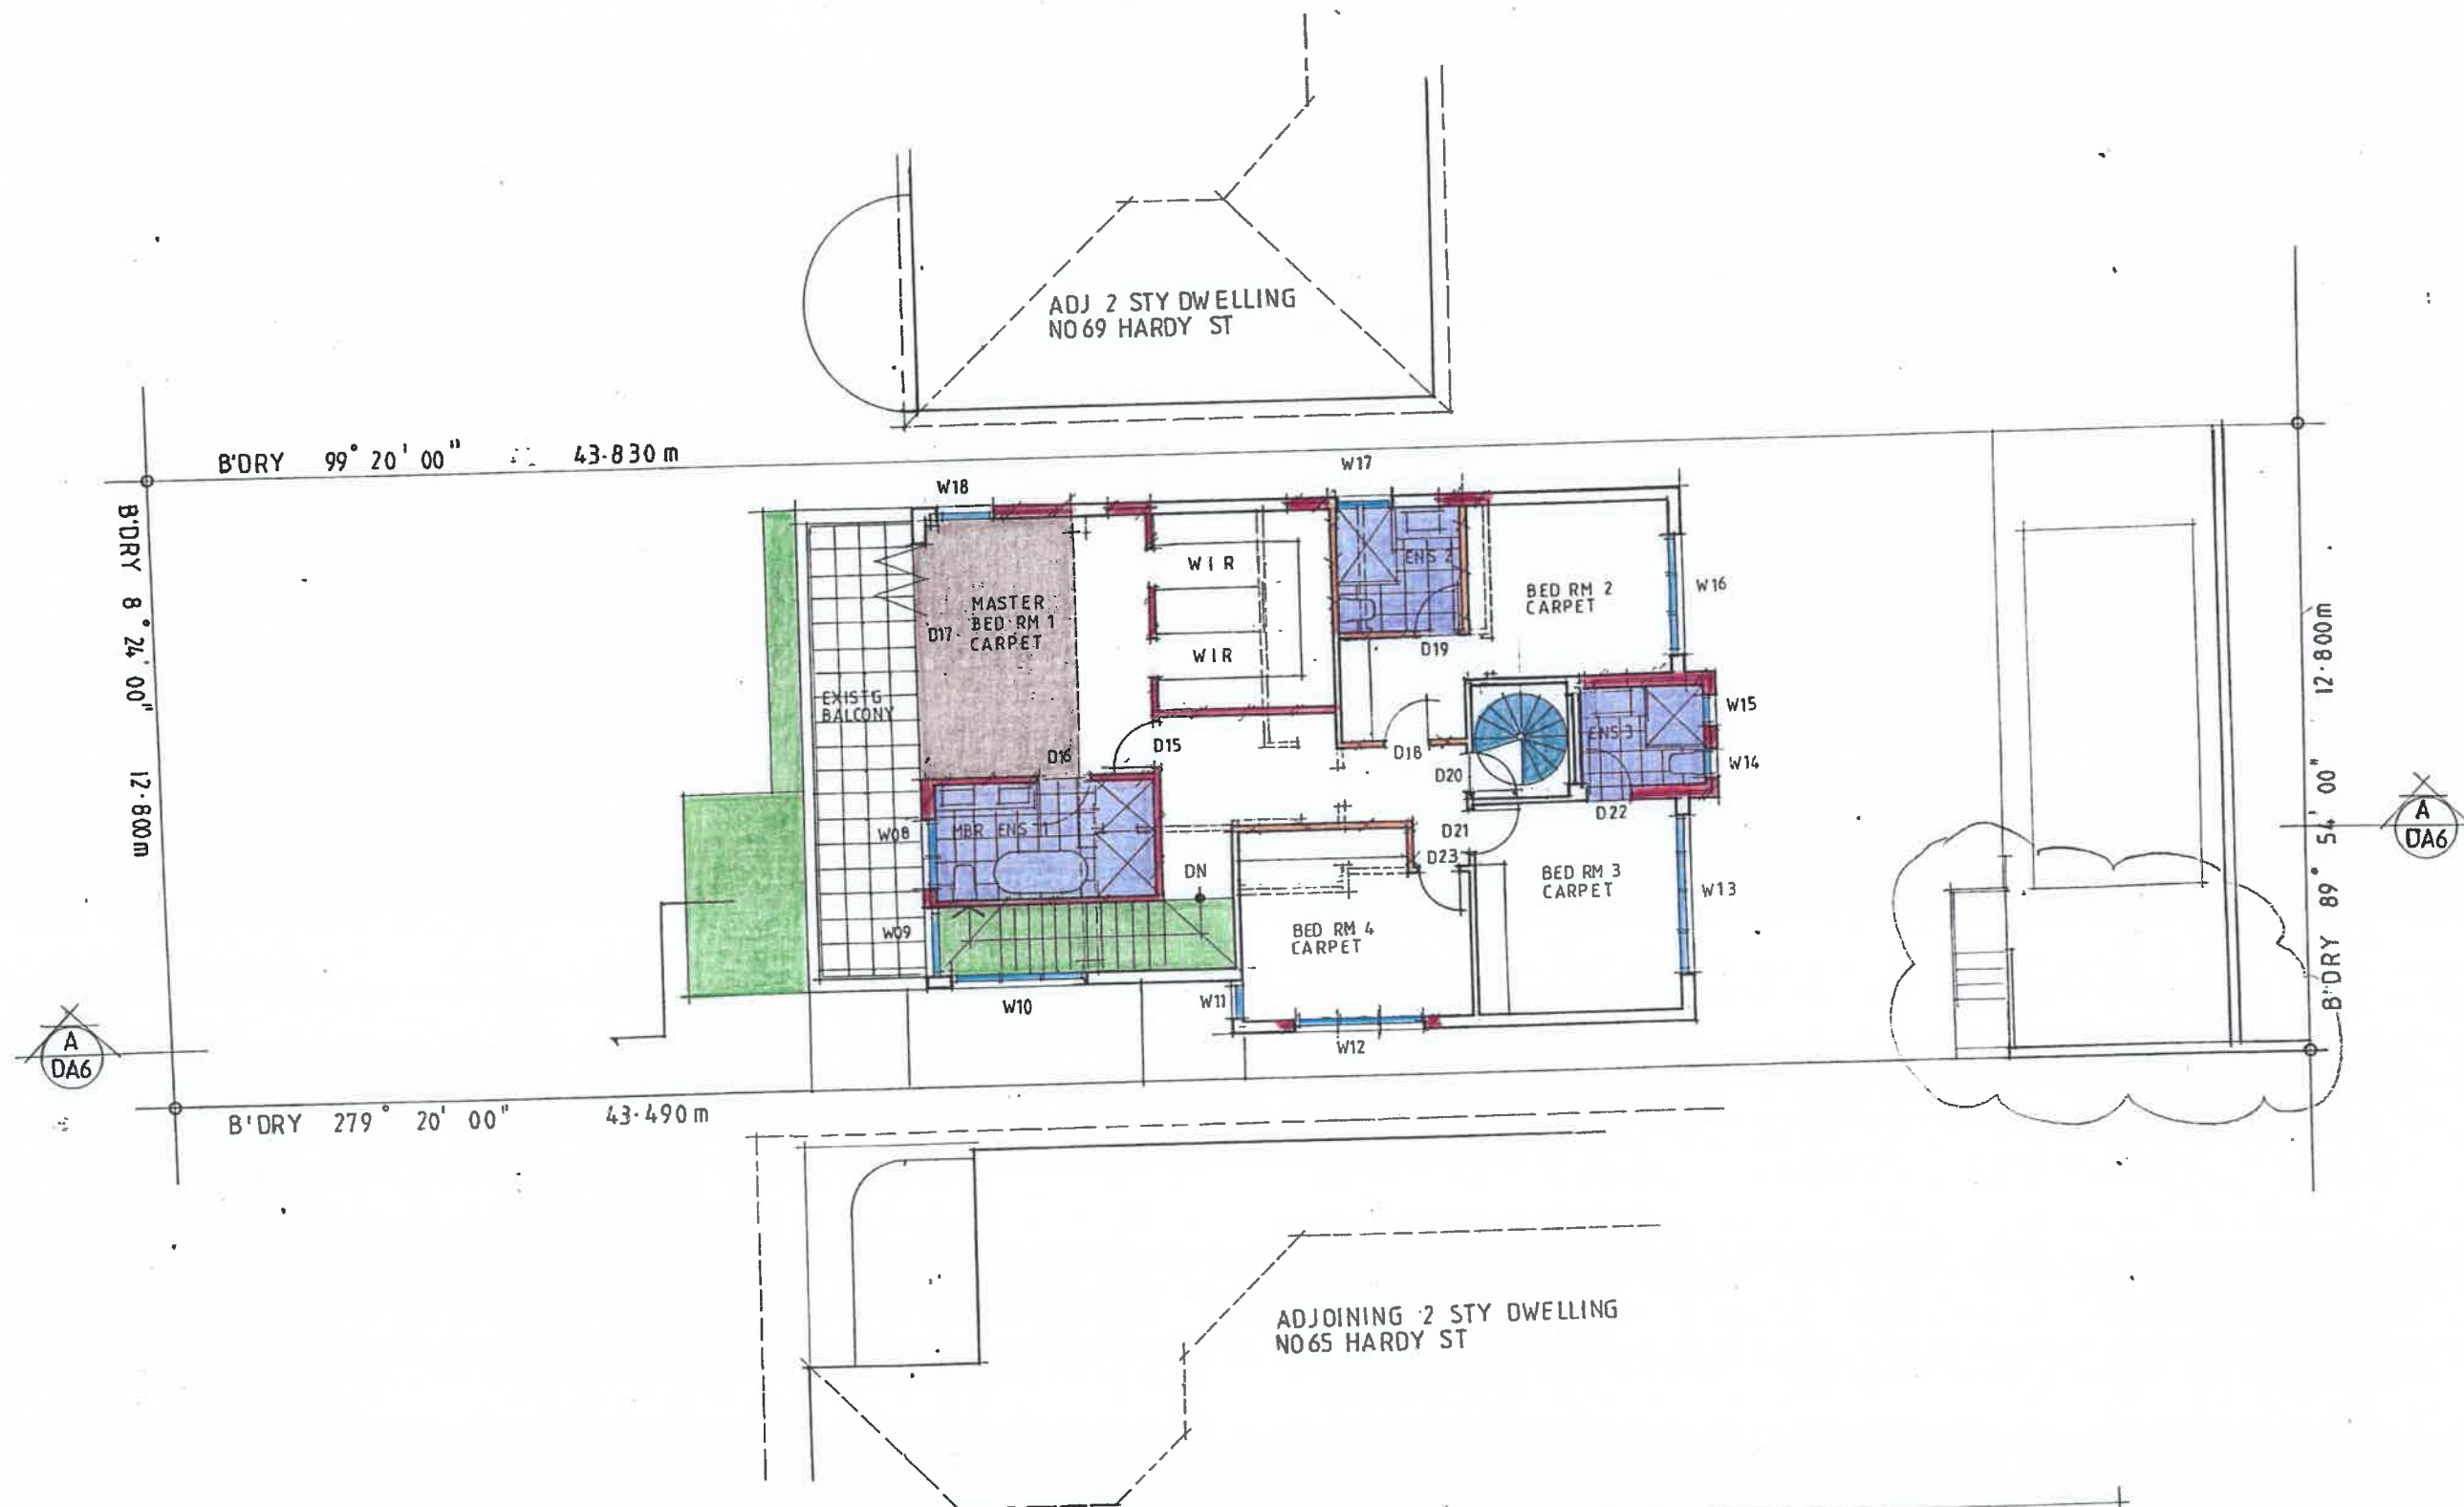 ADJ 2 STY DWELLING
NO 69 HARDY ST
B'DRY 99° 20' 00" 43·830 m
W17
W18
B'DRY 8° 24' 00" 12·800m
WIR
ENS 2
BED RM 2
CARPET
W16
MASTER
BED RM 1
CARPET
D17
WIR
D19
12·800m
EXISTG
BALCONY
W15
ENS 3
D16
D15
D18
D20
W14
B'DRY 89° 54' 00"
A
DA6
W08
MBR ENS 1
D21
D22
D23
DN
BED RM 3
CARPET
W13
W09
BED RM 4
CARPET
W10
W11
W12
A
DA6
B'DRY 279° 20' 00" 43·490 m
ADJOINING 2 STY DWELLING
NO65 HARDY ST